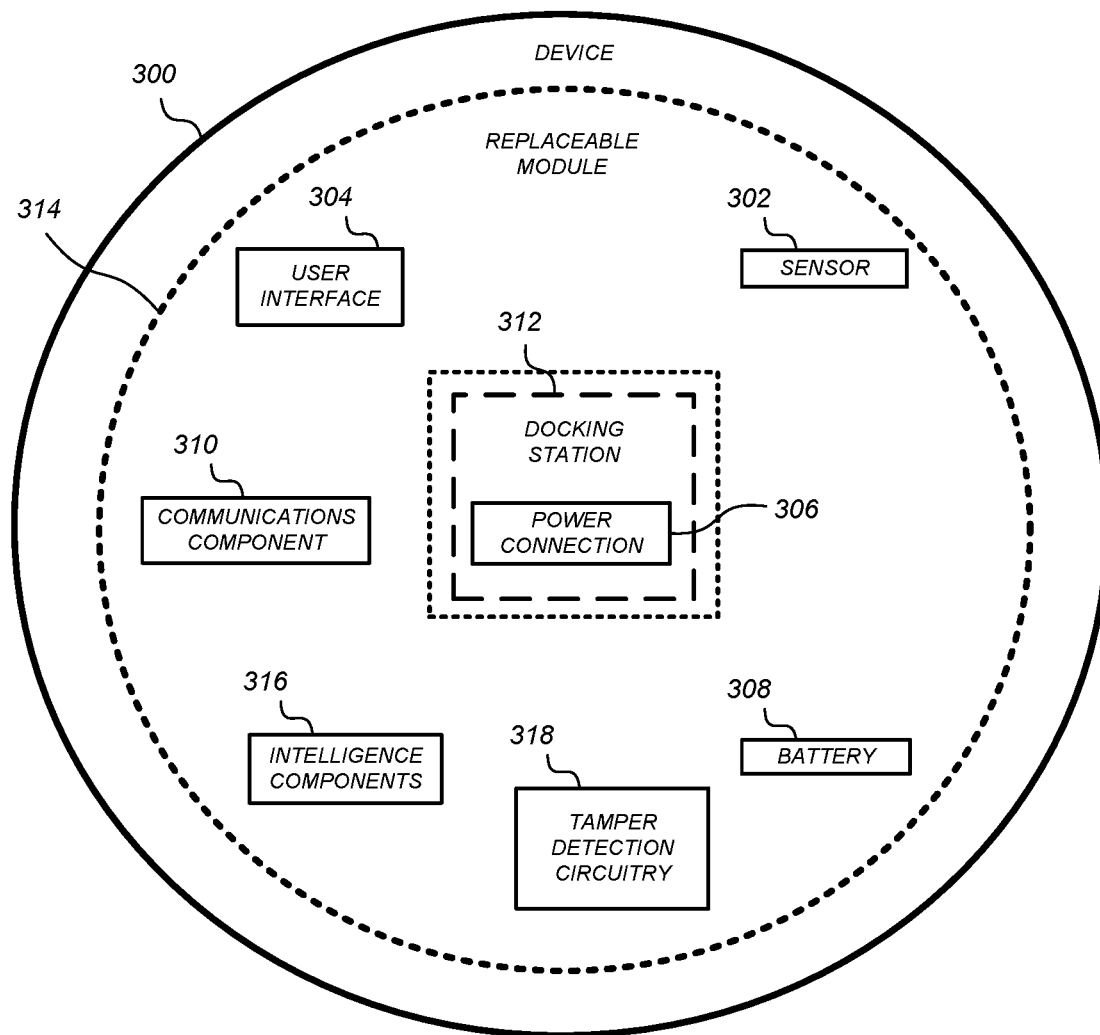 DEVICE
300
REPLACEABLE
MODULE
314
304
302
USER
INTERFACE
SENSOR
312
DOCKING
STATION
310
306
COMMUNICATIONS
COMPONENT
POWER
CONNECTION
316
308
318
INTELLIGENCE
COMPONENTS
BATTERY
TAMPER
DETECTION
CIRCUITRY